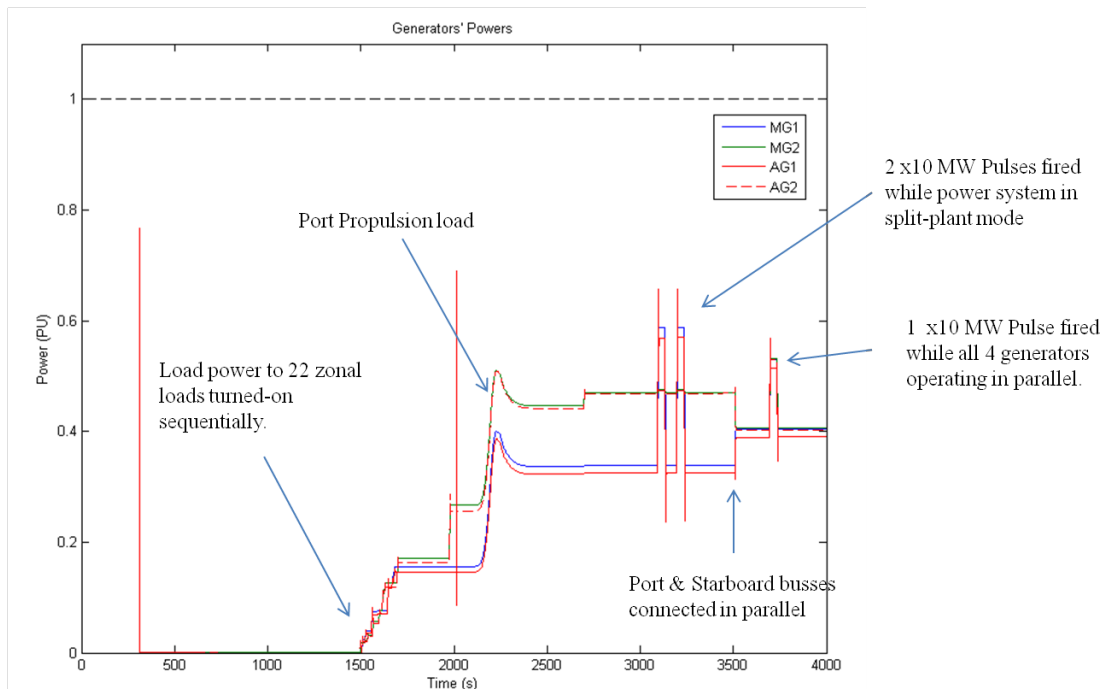 Generators' Powers
1
0.8
0.6
0.4
0.2
0
Power (PU)
0 500 1000 1500 2000 2500 3000 3500 4000
Time (s)
MG1
MG2
AG1
AG2
Port Propulsion load
Load power to 22 zonal
loads turned-on
sequentially.
2 x10 MW Pulses fired
while power system in
split-plant mode
1 x10 MW Pulse fired
while all 4 generators
operating in parallel.
Port & Starboard busses
connected in parallel